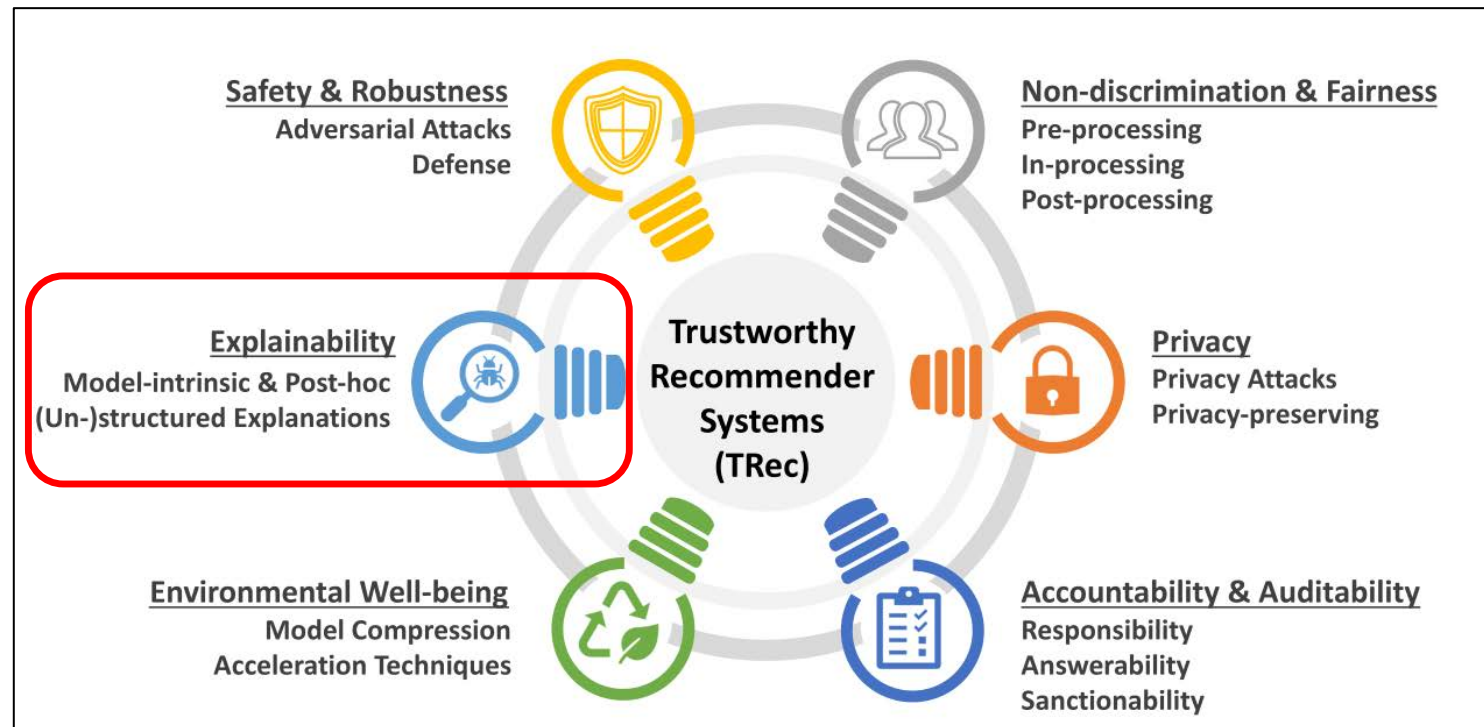 Safety & Robustness
Adversarial Attacks
Defense
Non-discrimination & Fairness
Pre-processing
In-processing
Post-processing
Explainability
Model-intrinsic & Post-hoc
(Un-)structured Explanations
Trustworthy
Recommender
Systems
(TRec)
Privacy
Privacy Attacks
Privacy-preserving
Environmental Well-being
Model Compression
Acceleration Techniques
Accountability & Auditability
Responsibility
Answerability
Sanctionability